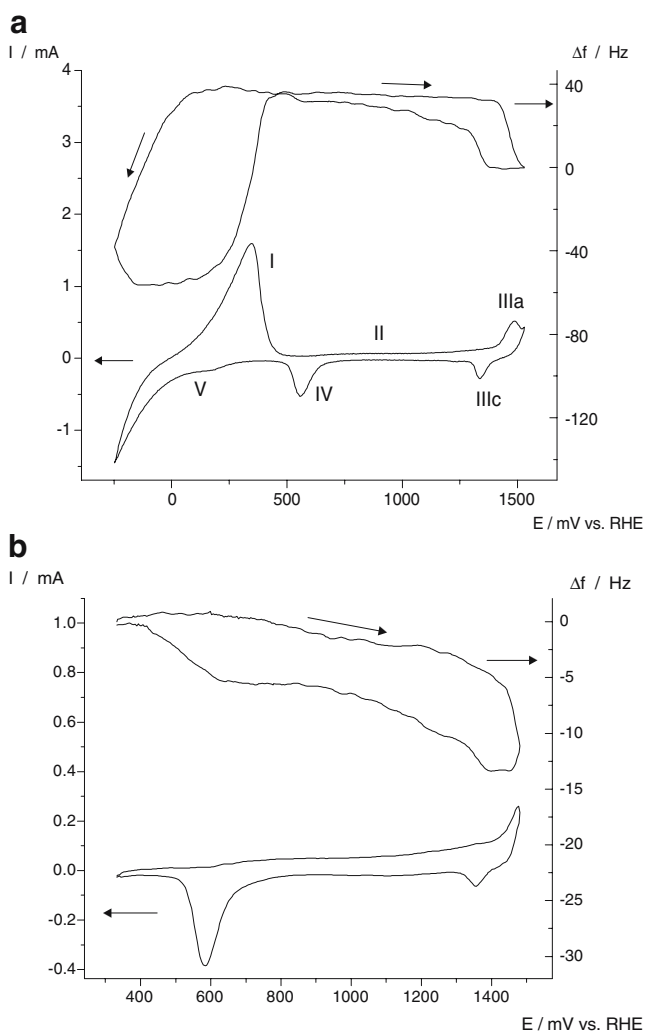 a
I / mA
Δf / Hz
4
3
2
1
0
-1
40
0
-40
-80
-120
I
II
IIIa
IIIc
IV
V
0
500
1000
1500
E / mV vs. RHE
b
I / mA
Δf / Hz
1.0
0.8
0.6
0.4
0.2
0.0
-0.2
-0.4
0
-5
-10
-15
-20
-25
-30
400
600
800
1000
1200
1400
E / mV vs. RHE